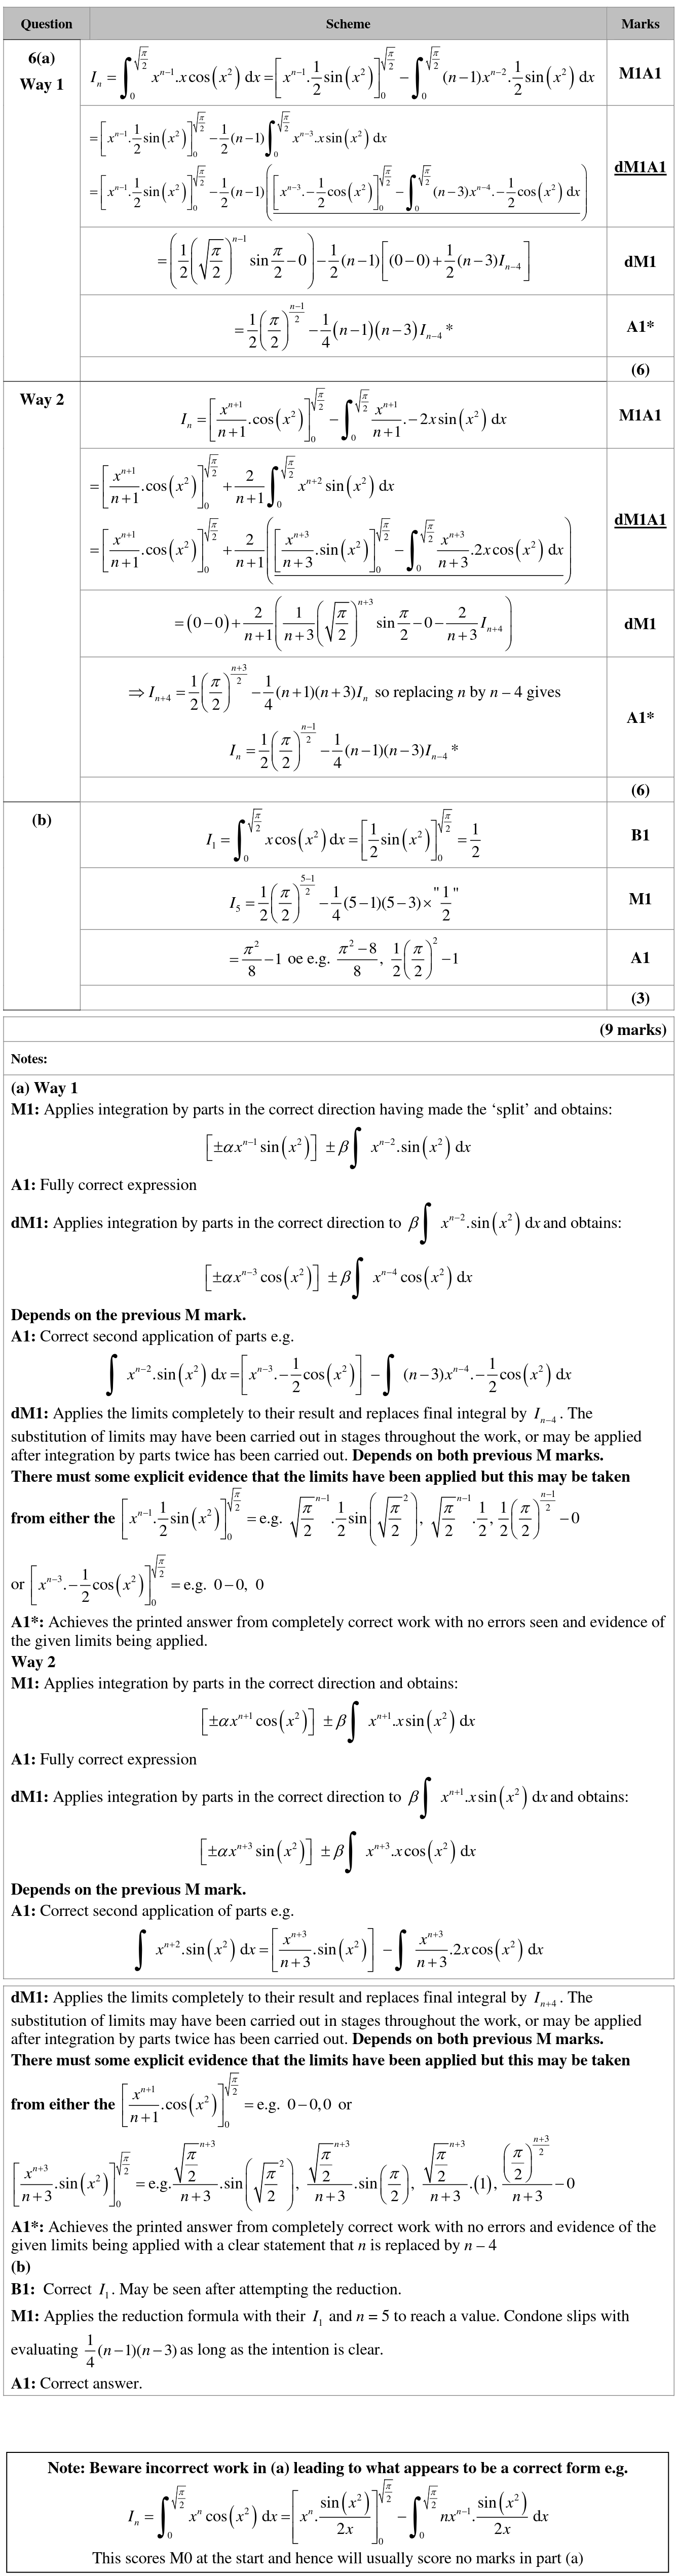 Question Scheme Marks
6(a)
Way 1
$I_n = \int_0^{\sqrt{\frac{\pi}{2}}} x^{n-1}.x\cos(x^2)\,dx = \left[x^{n-1}.\frac{1}{2}\sin(x^2)\right]_0^{\sqrt{\frac{\pi}{2}}} - \int_0^{\sqrt{\frac{\pi}{2}}} (n-1)x^{n-2}.\frac{1}{2}\sin(x^2)\,dx$ M1A1
$= \left[x^{n-1}.\frac{1}{2}\sin(x^2)\right]_0^{\sqrt{\frac{\pi}{2}}} - \frac{1}{2}(n-1)\int_0^{\sqrt{\frac{\pi}{2}}} x^{n-3}.x\sin(x^2)\,dx$
$= \left[x^{n-1}.\frac{1}{2}\sin(x^2)\right]_0^{\sqrt{\frac{\pi}{2}}} - \frac{1}{2}(n-1)\left(\underline{\left[x^{n-3}.-\frac{1}{2}\cos(x^2)\right]_0^{\sqrt{\frac{\pi}{2}}} - \int_0^{\sqrt{\frac{\pi}{2}}} (n-3)x^{n-4}.-\frac{1}{2}\cos(x^2)\,dx}\right)$ dM1A1
$= \left(\frac{1}{2}\left(\sqrt{\frac{\pi}{2}}\right)^{n-1}\sin\frac{\pi}{2} - 0\right) - \frac{1}{2}(n-1)\left[(0-0) + \frac{1}{2}(n-3)I_{n-4}\right]$ dM1
$= \frac{1}{2}\left(\frac{\pi}{2}\right)^{\frac{n-1}{2}} - \frac{1}{4}(n-1)(n-3)I_{n-4}$ * A1*
(6)
Way 2
$I_n = \left[\frac{x^{n+1}}{n+1}.\cos(x^2)\right]_0^{\sqrt{\frac{\pi}{2}}} - \int_0^{\sqrt{\frac{\pi}{2}}} \frac{x^{n+1}}{n+1}.-2x\sin(x^2)\,dx$ M1A1
$= \left[\frac{x^{n+1}}{n+1}.\cos(x^2)\right]_0^{\sqrt{\frac{\pi}{2}}} + \frac{2}{n+1}\int_0^{\sqrt{\frac{\pi}{2}}} x^{n+2}\sin(x^2)\,dx$
$= \left[\frac{x^{n+1}}{n+1}.\cos(x^2)\right]_0^{\sqrt{\frac{\pi}{2}}} + \frac{2}{n+1}\left(\underline{\left[\frac{x^{n+3}}{n+3}.\sin(x^2)\right]_0^{\sqrt{\frac{\pi}{2}}} - \int_0^{\sqrt{\frac{\pi}{2}}} \frac{x^{n+3}}{n+3}.2x\cos(x^2)\,dx}\right)$ dM1A1
$= (0-0) + \frac{2}{n+1}\left(\frac{1}{n+3}\left(\sqrt{\frac{\pi}{2}}\right)^{n+3}\sin\frac{\pi}{2} - 0 - \frac{2}{n+3}I_{n+4}\right)$ dM1
$\Rightarrow I_{n+4} = \frac{1}{2}\left(\frac{\pi}{2}\right)^{\frac{n+3}{2}} - \frac{1}{4}(n+1)(n+3)I_n$ so replacing n by n – 4 gives
$I_n = \frac{1}{2}\left(\frac{\pi}{2}\right)^{\frac{n-1}{2}} - \frac{1}{4}(n-1)(n-3)I_{n-4}$ * A1*
(6)
(b) $I_1 = \int_0^{\sqrt{\frac{\pi}{2}}} x\cos(x^2)\,dx = \left[\frac{1}{2}\sin(x^2)\right]_0^{\sqrt{\frac{\pi}{2}}} = \frac{1}{2}$ B1
$I_5 = \frac{1}{2}\left(\frac{\pi}{2}\right)^{\frac{5-1}{2}} - \frac{1}{4}(5-1)(5-3)\times "\frac{1}{2}"$ M1
$= \frac{\pi^2}{8} - 1$ oe e.g. $\frac{\pi^2-8}{8}, \frac{1}{2}\left(\frac{\pi}{2}\right)^2 - 1$ A1
(3)
(9 marks)
Notes:
(a) Way 1
M1: Applies integration by parts in the correct direction having made the ‘split’ and obtains:
$\left[\pm\alpha x^{n-1}\sin(x^2)\right] \pm \beta\int x^{n-2}.\sin(x^2)\,dx$
A1: Fully correct expression
dM1: Applies integration by parts in the correct direction to $\beta\int x^{n-2}.\sin(x^2)\,dx$ and obtains:
$\left[\pm\alpha x^{n-3}\cos(x^2)\right] \pm \beta\int x^{n-4}\cos(x^2)\,dx$
Depends on the previous M mark.
A1: Correct second application of parts e.g.
$\int x^{n-2}.\sin(x^2)\,dx = \left[x^{n-3}.-\frac{1}{2}\cos(x^2)\right] - \int (n-3)x^{n-4}.-\frac{1}{2}\cos(x^2)\,dx$
dM1: Applies the limits completely to their result and replaces final integral by $I_{n-4}$. The
substitution of limits may have been carried out in stages throughout the work, or may be applied
after integration by parts twice has been carried out. Depends on both previous M marks.
There must some explicit evidence that the limits have been applied but this may be taken
from either the $\left[x^{n-1}.\frac{1}{2}\sin(x^2)\right]_0^{\sqrt{\frac{\pi}{2}}}$ = e.g. $\sqrt{\frac{\pi}{2}}^{n-1}.\frac{1}{2}\sin\left(\sqrt{\frac{\pi}{2}}^2\right), \sqrt{\frac{\pi}{2}}^{n-1}.\frac{1}{2}, \frac{1}{2}\left(\frac{\pi}{2}\right)^{\frac{n-1}{2}} - 0$
or $\left[x^{n-3}.-\frac{1}{2}\cos(x^2)\right]_0^{\sqrt{\frac{\pi}{2}}}$ = e.g. 0 – 0, 0
A1*: Achieves the printed answer from completely correct work with no errors seen and evidence of
the given limits being applied.
Way 2
M1: Applies integration by parts in the correct direction and obtains:
$\left[\pm\alpha x^{n+1}\cos(x^2)\right] \pm \beta\int x^{n+1}.x\sin(x^2)\,dx$
A1: Fully correct expression
dM1: Applies integration by parts in the correct direction to $\beta\int x^{n+1}.x\sin(x^2)\,dx$ and obtains:
$\left[\pm\alpha x^{n+3}\sin(x^2)\right] \pm \beta\int x^{n+3}.x\cos(x^2)\,dx$
Depends on the previous M mark.
A1: Correct second application of parts e.g.
$\int x^{n+2}.\sin(x^2)\,dx = \left[\frac{x^{n+3}}{n+3}.\sin(x^2)\right] - \int \frac{x^{n+3}}{n+3}.2x\cos(x^2)\,dx$
dM1: Applies the limits completely to their result and replaces final integral by $I_{n+4}$. The
substitution of limits may have been carried out in stages throughout the work, or may be applied
after integration by parts twice has been carried out. Depends on both previous M marks.
There must some explicit evidence that the limits have been applied but this may be taken
from either the $\left[\frac{x^{n+1}}{n+1}.\cos(x^2)\right]_0^{\sqrt{\frac{\pi}{2}}}$ = e.g. 0 – 0, 0 or
$\left[\frac{x^{n+3}}{n+3}.\sin(x^2)\right]_0^{\sqrt{\frac{\pi}{2}}}$ = e.g. $\frac{\sqrt{\frac{\pi}{2}}^{n+3}}{n+3}.\sin\left(\sqrt{\frac{\pi}{2}}^2\right), \frac{\sqrt{\frac{\pi}{2}}^{n+3}}{n+3}.\sin\left(\frac{\pi}{2}\right), \frac{\sqrt{\frac{\pi}{2}}^{n+3}}{n+3}.(1), \frac{\left(\frac{\pi}{2}\right)^{\frac{n+3}{2}}}{n+3} - 0$
A1*: Achieves the printed answer from completely correct work with no errors and evidence of the
given limits being applied with a clear statement that n is replaced by n – 4
(b)
B1: Correct $I_1$. May be seen after attempting the reduction.
M1: Applies the reduction formula with their $I_1$ and n = 5 to reach a value. Condone slips with
evaluating $\frac{1}{4}(n-1)(n-3)$ as long as the intention is clear.
A1: Correct answer.
Note: Beware incorrect work in (a) leading to what appears to be a correct form e.g.
$I_n = \int_0^{\sqrt{\frac{\pi}{2}}} x^n\cos(x^2)\,dx = \left[x^n.\frac{\sin(x^2)}{2x}\right]_0^{\sqrt{\frac{\pi}{2}}} - \int_0^{\sqrt{\frac{\pi}{2}}} nx^{n-1}.\frac{\sin(x^2)}{2x}\,dx$
This scores M0 at the start and hence will usually score no marks in part (a)